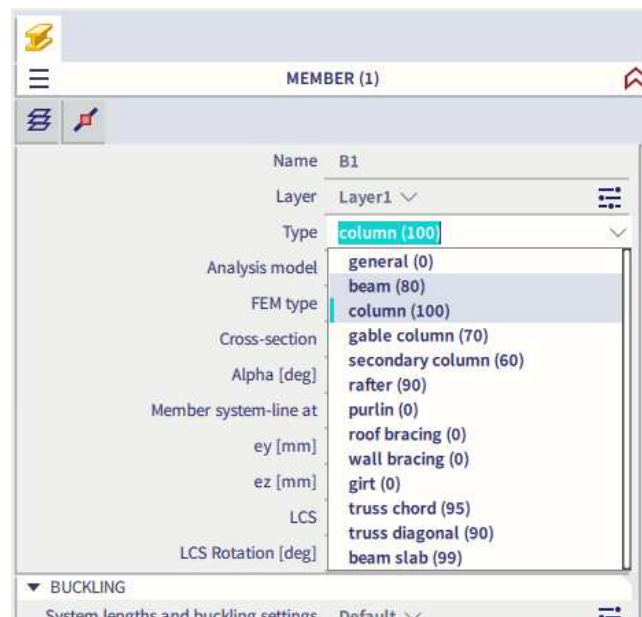 MEMBER (1)
Name B1
Layer Layer1
Type column (100)
Analysis model
FEM type
Cross-section
Alpha [deg]
Member system-line at
ey [mm]
ez [mm]
LCS
LCS Rotation [deg]
general (0)
beam (80)
column (100)
gable column (70)
secondary column (60)
rafter (90)
purlin (0)
roof bracing (0)
wall bracing (0)
girt (0)
truss chord (95)
truss diagonal (90)
beam slab (99)
BUCKLING
System lengths and buckling settings Default